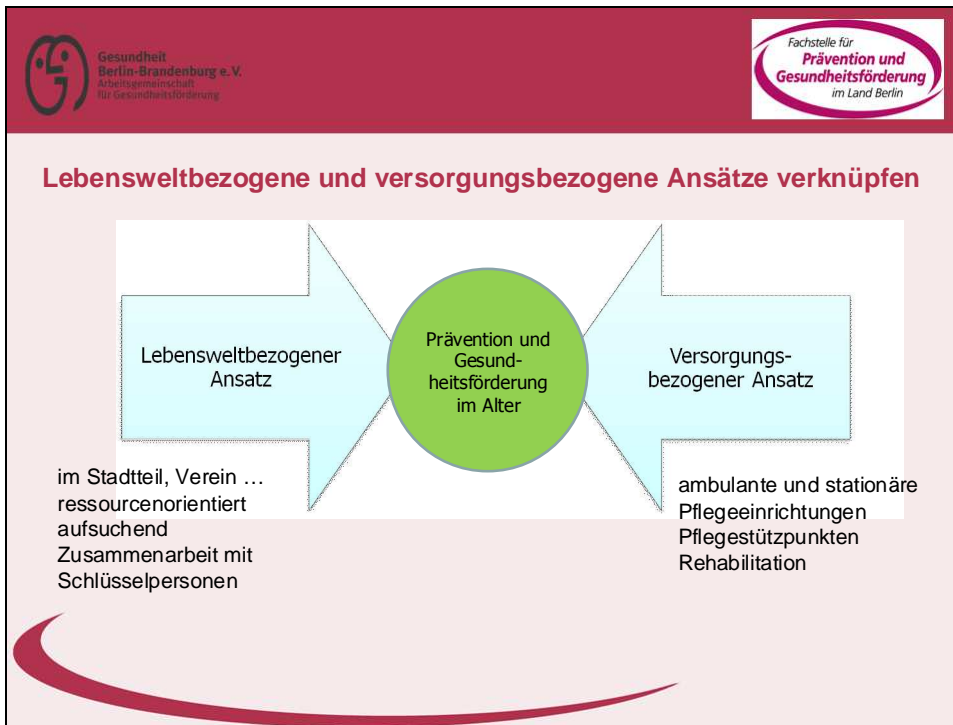 Gesundheit
Berlin-Brandenburg e.V.
Arbeitsgemeinschaft
für Gesundheitsförderung
Fachstelle für
Prävention und
Gesundheitsförderung
im Land Berlin
Lebensweltbezogene und versorgungsbezogene Ansätze verknüpfen
Lebensweltbezogener
Ansatz
Prävention und
Gesund-
heitsförderung
im Alter
Versorgungs-
bezogener Ansatz
im Stadtteil, Verein …
ressourcenorientiert
aufsuchend
Zusammenarbeit mit
Schlüsselpersonen
ambulante und stationäre
Pflegeeinrichtungen
Pflegestützpunkten
Rehabilitation